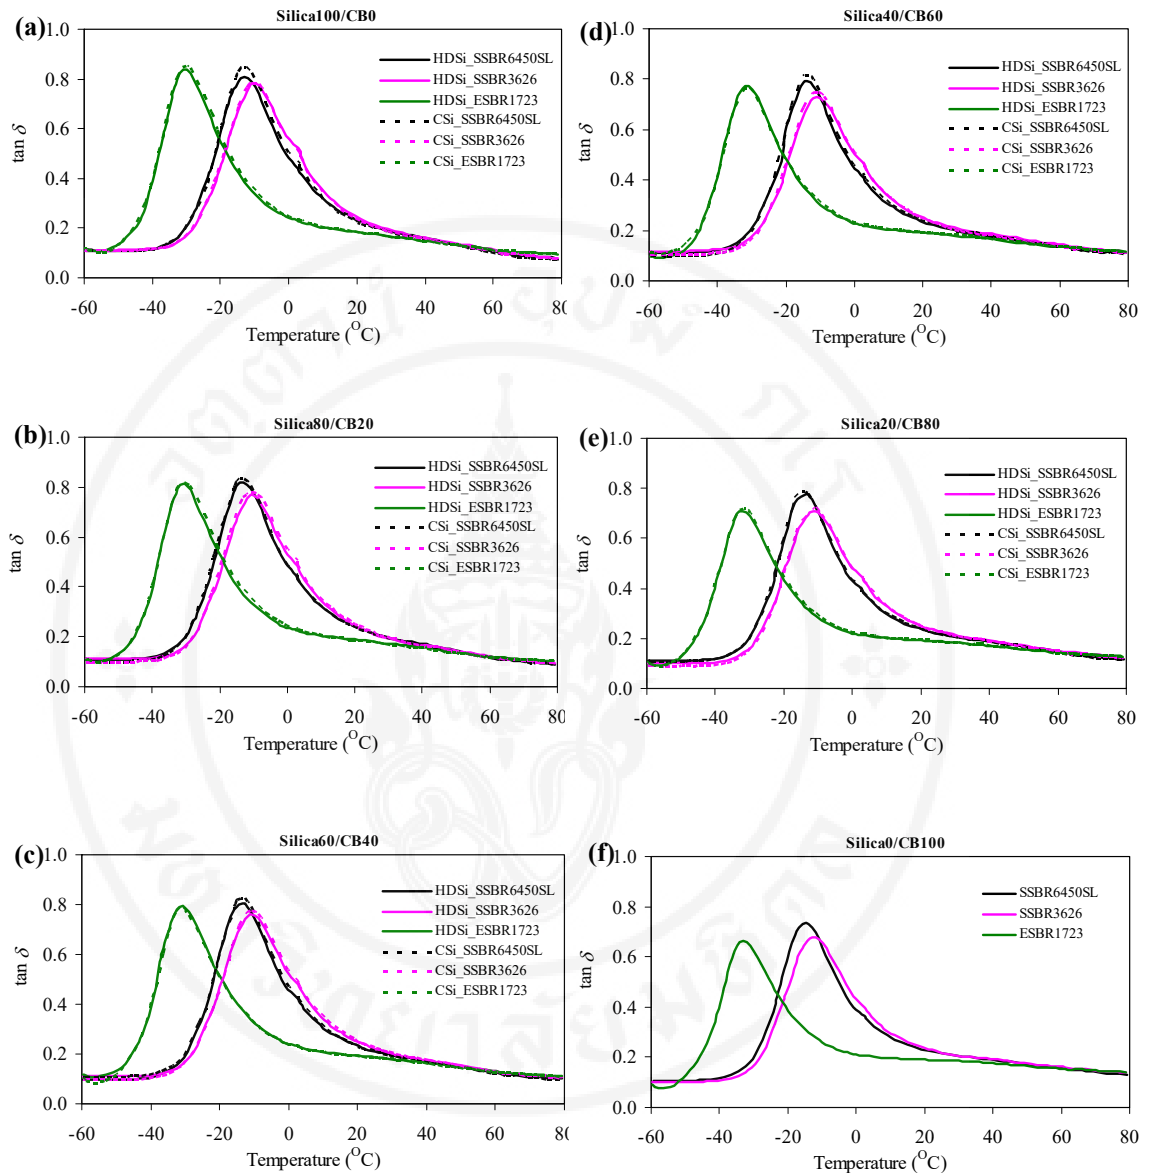 (a)
Silica100/CB0
1.0
0.8
0.6
0.4
0.2
0.0
tan δ
HDSi_SSBR6450SL
HDSi_SSBR3626
HDSi_ESBR1723
CSi_SSBR6450SL
CSi_SSBR3626
CSi_ESBR1723
-60 -40 -20 0 20 40 60 80
Temperature (°C)
(d)
Silica40/CB60
1.0
0.8
0.6
0.4
0.2
0.0
tan δ
HDSi_SSBR6450SL
HDSi_SSBR3626
HDSi_ESBR1723
CSi_SSBR6450SL
CSi_SSBR3626
CSi_ESBR1723
-60 -40 -20 0 20 40 60 80
Temperature (°C)
(b)
Silica80/CB20
1.0
0.8
0.6
0.4
0.2
0.0
tan δ
HDSi_SSBR6450SL
HDSi_SSBR3626
HDSi_ESBR1723
CSi_SSBR6450SL
CSi_SSBR3626
CSi_ESBR1723
-60 -40 -20 0 20 40 60 80
Temperature (°C)
(e)
Silica20/CB80
1.0
0.8
0.6
0.4
0.2
0.0
tan δ
HDSi_SSBR6450SL
HDSi_SSBR3626
HDSi_ESBR1723
CSi_SSBR6450SL
CSi_SSBR3626
CSi_ESBR1723
-60 -40 -20 0 20 40 60 80
Temperature (°C)
(c)
Silica60/CB40
1.0
0.8
0.6
0.4
0.2
0.0
tan δ
HDSi_SSBR6450SL
HDSi_SSBR3626
HDSi_ESBR1723
CSi_SSBR6450SL
CSi_SSBR3626
CSi_ESBR1723
-60 -40 -20 0 20 40 60 80
Temperature (°C)
(f)
Silica0/CB100
1.0
0.8
0.6
0.4
0.2
0.0
tan δ
SSBR6450SL
SSBR3626
ESBR1723
-60 -40 -20 0 20 40 60 80
Temperature (°C)